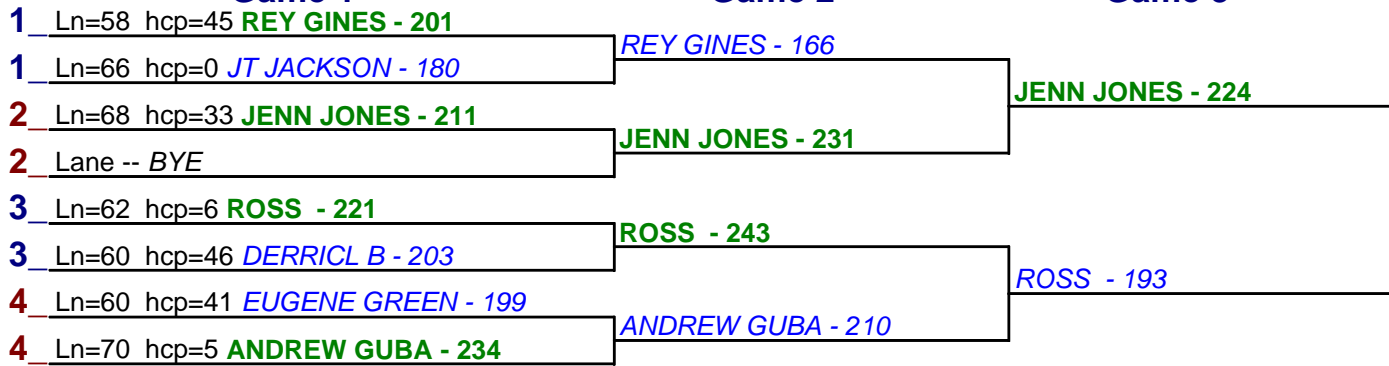 1_ Ln=58 hcp=45 REY GINES - 201
REY GINES - 166
1_ Ln=66 hcp=0 JT JACKSON - 180
JENN JONES - 224
2_ Ln=68 hcp=33 JENN JONES - 211
JENN JONES - 231
2_ Lane -- BYE
3_ Ln=62 hcp=6 ROSS - 221
ROSS - 243
3_ Ln=60 hcp=46 DERRICL B - 203
ROSS - 193
4_ Ln=60 hcp=41 EUGENE GREEN - 199
ANDREW GUBA - 210
4_ Ln=70 hcp=5 ANDREW GUBA - 234